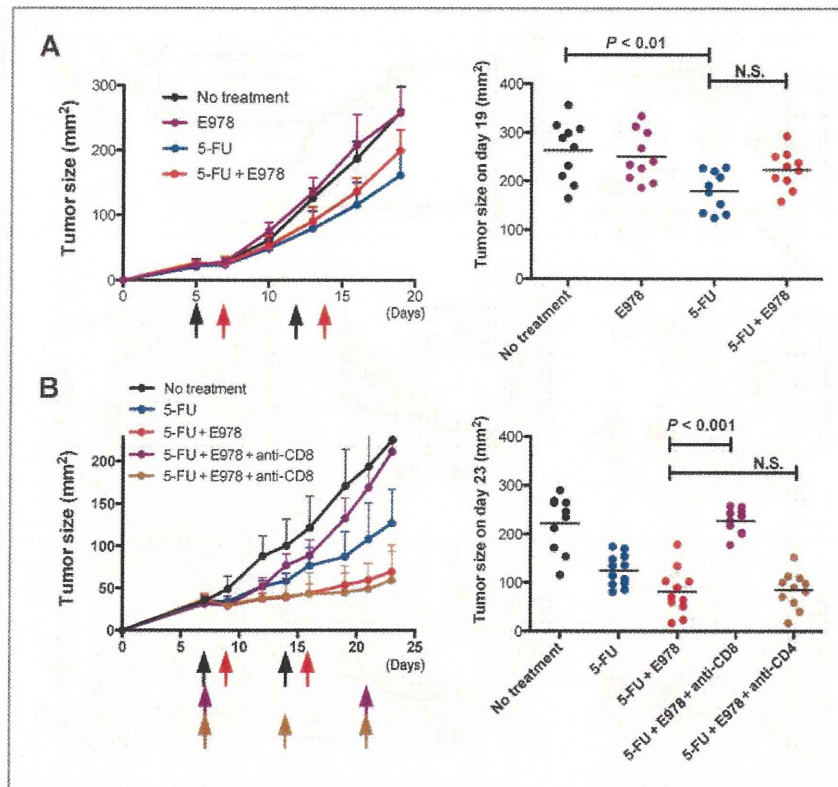 A
Tumor size (mm²)
300
200
100
0
No treatment
E978
5-FU
5-FU + E978
0
5
10
15
20
(Days)
P < 0.01
N.S.
Tumor size on day 19 (mm²)
400
300
200
100
0
No treatment
E978
5-FU
5-FU + E978
B
Tumor size (mm²)
200
150
100
50
0
No treatment
5-FU
5-FU + E978
5-FU + E978 + anti-CD8
5-FU + E978 + anti-CD8
0
5
10
15
20
25
(Days)
P < 0.001
N.S.
Tumor size on day 23 (mm²)
400
300
200
100
0
No treatment
5-FU
5-FU + E978
5-FU + E978 + anti-CD8
5-FU + E978 + anti-CD4